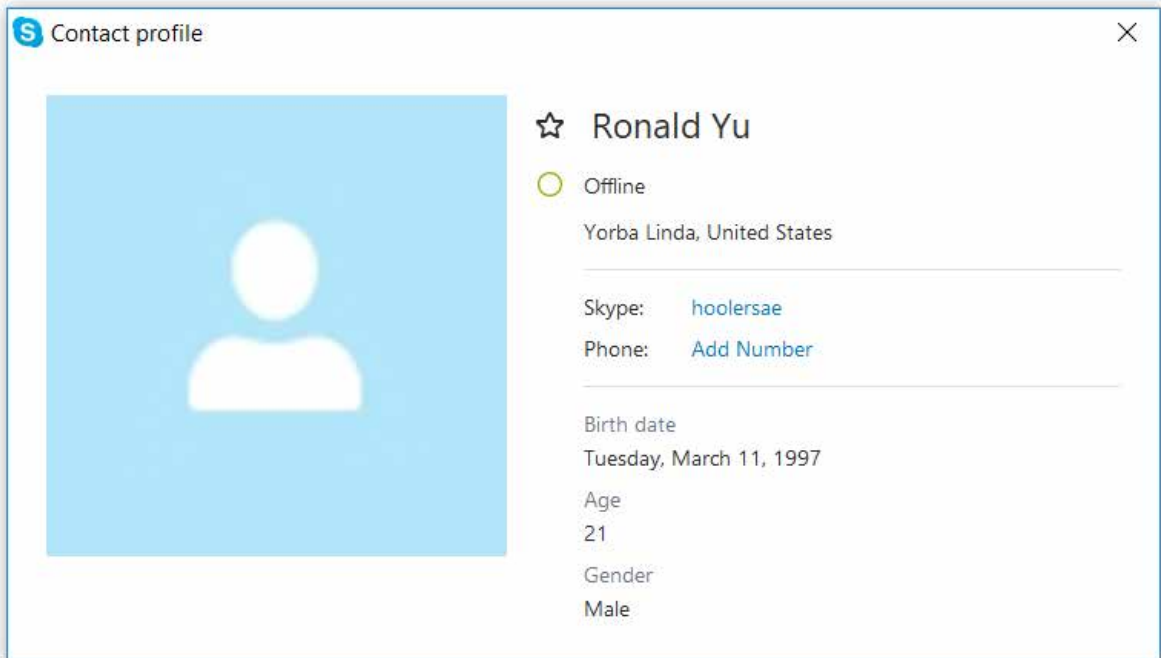 Contact profile
Ronald Yu
Offline
Yorba Linda, United States
Skype: hoolersae
Phone: Add Number
Birth date
Tuesday, March 11, 1997
Age
21
Gender
Male